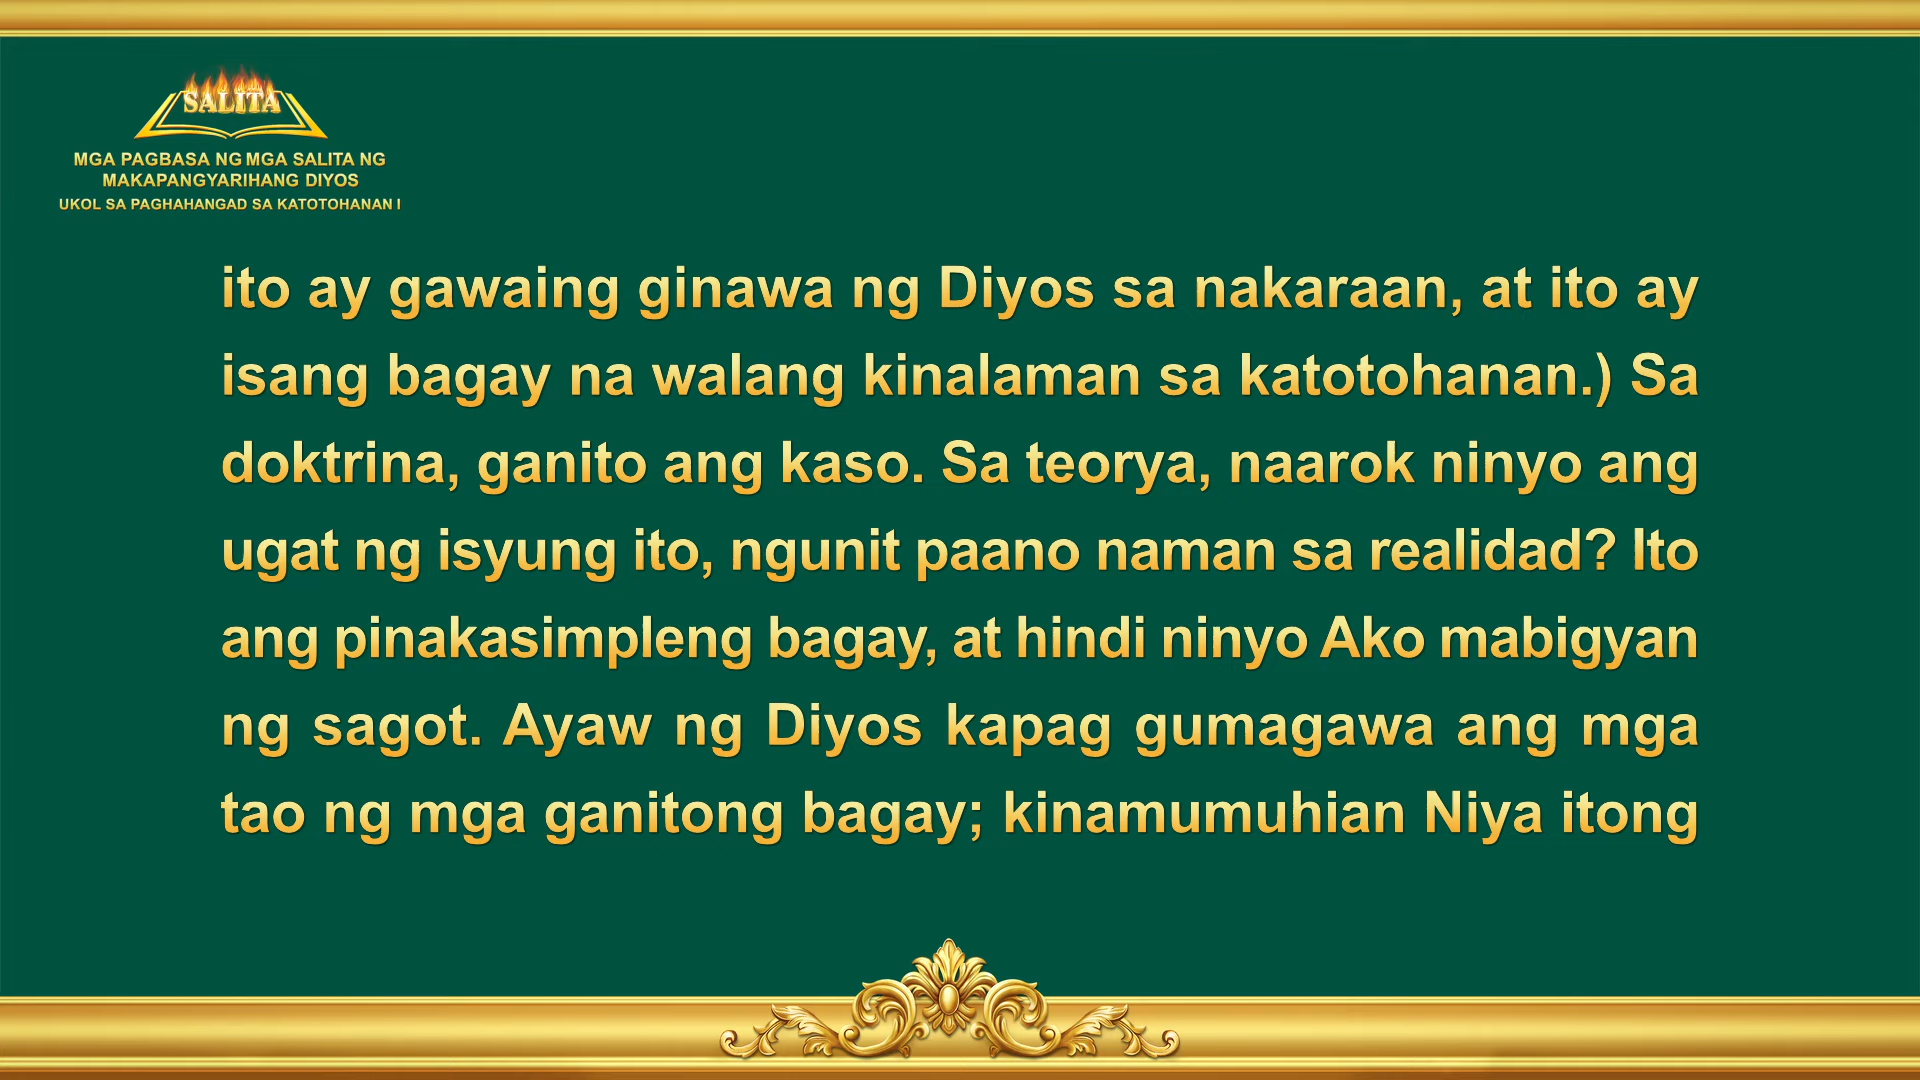 SALITA
MGA PAGBASA NG MGA SALITA NG
MAKAPANGYARIHANG DIYOS
UKOL SA PAGHAHANGAD SA KATOTOHANAN I
ito ay gawaing ginawa ng Diyos sa nakaraan, at ito ay
isang bagay na walang kinalaman sa katotohanan.) Sa
doktrina, ganito ang kaso. Sa teorya, naarok ninyo ang
ugat ng isyung ito, ngunit paano naman sa realidad? Ito
ang pinakasimpleng bagay, at hindi ninyo Ako mabigyan
ng sagot. Ayaw ng Diyos kapag gumagawa ang mga
tao ng mga ganitong bagay; kinamumuhian Niya itong